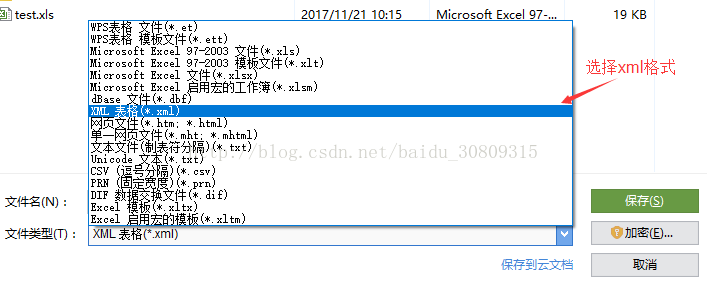 test.xls 2017/11/21 10:15 Microsoft Excel 97-... 19 KB
WPS表格 文件(*.et)
WPS表格 模板文件(*.ett)
Microsoft Excel 97-2003 文件(*.xls)
Microsoft Excel 97-2003 模板文件(*.xlt)
Microsoft Excel 文件(*.xlsx)
Microsoft Excel 启用宏的工作簿(*.xlsm)
dBase 文件(*.dbf)
XML 表格(*.xml)
选择xml格式
网页文件(*.htm; *.html)
单一网页文件(*.mht; *.mhtml)
文本文件(制表符分隔)(*.txt)
http://blog.csdn.net/baidu_30809315
Unicode 文本(*.txt)
CSV (逗号分隔)(*.csv)
PRN (固定宽度)(*.prn)
DIF 数据交换文件(*.dif)
Excel 模板(*.xltx)
Excel 启用宏的模板(*.xltm)
文件名(N)： 保存(S)
文件类型(T)： XML 表格(*.xml) 加密(E)...
保存到云文档 取消